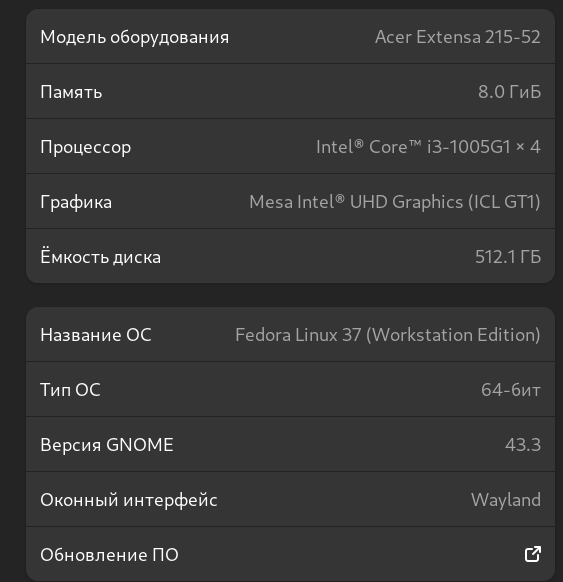 Модель оборудования Acer Extensa 215-52
Память 8.0 ГиБ
Процессор Intel® Core™ i3-1005G1 × 4
Графика Mesa Intel® UHD Graphics (ICL GT1)
Ёмкость диска 512.1 ГБ
Название ОС Fedora Linux 37 (Workstation Edition)
Тип ОС 64-бит
Версия GNOME 43.3
Оконный интерфейс Wayland
Обновление ПО